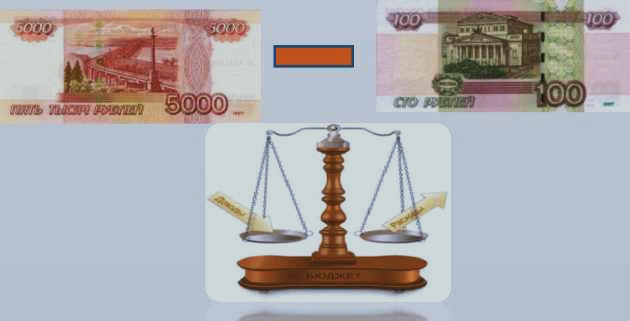 5000 5000
ПЯТЬ ТЫСЯЧ РУБЛЕЙ 5000
100 100
СТО РУБЛЕЙ 100
Доходы
Расходы
БЮДЖЕТ